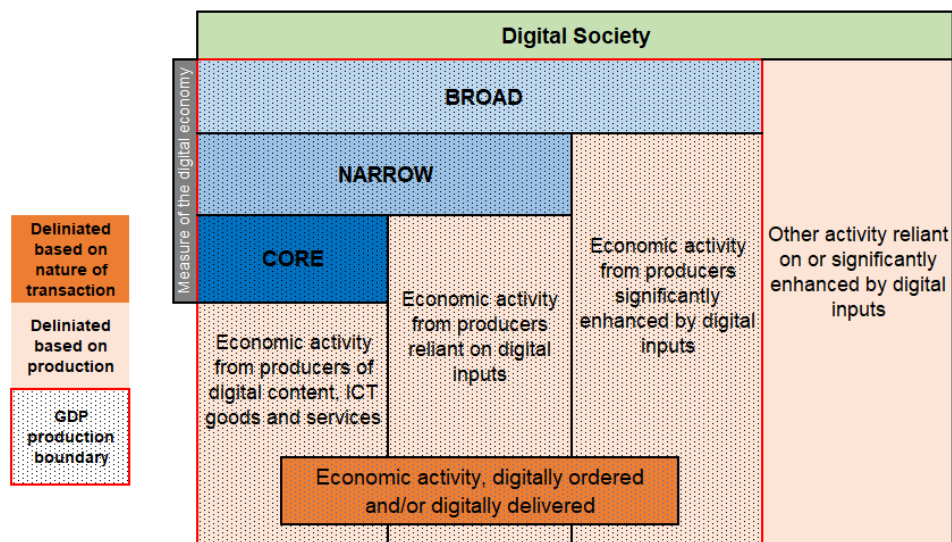 Digital Society
Measure of the digital economy
BROAD
NARROW
CORE
Deliniated
based on
nature of
transaction
Deliniated
based on
production
GDP
production
boundary
Economic activity
from producers of
digital content, ICT
goods and services
Economic activity
from producers
reliant on digital
inputs
Economic activity
from producers
significantly
enhanced by digital
inputs
Other activity reliant
on or significantly
enhanced by digital
inputs
Economic activity, digitally ordered
and/or digitally delivered